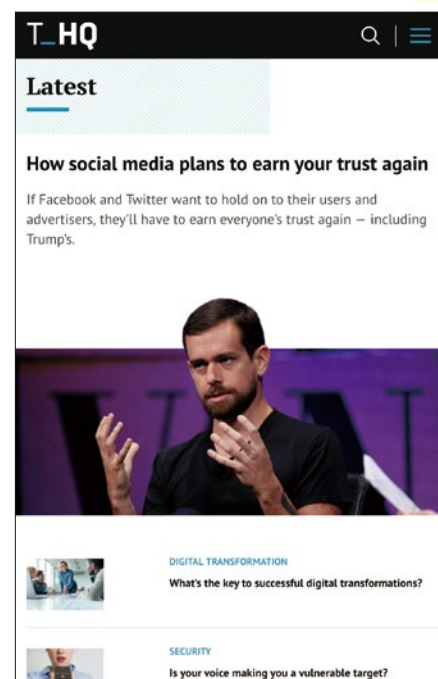 T_HQ
Latest
How social media plans to earn your trust again
If Facebook and Twitter want to hold on to their users and
advertisers, they'll have to earn everyone's trust again — including
Trump's.
DIGITAL TRANSFORMATION
What's the key to successful digital transformations?
SECURITY
Is your voice making you a vulnerable target?